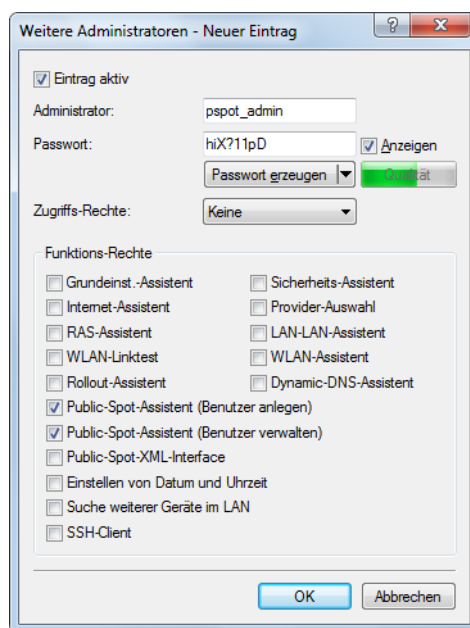 Weitere Administratoren - Neuer Eintrag
Eintrag aktiv
Administrator: pspot_admin
Passwort: hiX?11pD Anzeigen
Passwort erzeugen Qualität
Zugriffs-Rechte: Keine
Funktions-Rechte
Grundeinst.-Assistent Sicherheits-Assistent
Internet-Assistent Provider-Auswahl
RAS-Assistent LAN-LAN-Assistent
WLAN-Linktest WLAN-Assistent
Rollout-Assistent Dynamic-DNS-Assistent
Public-Spot-Assistent (Benutzer anlegen)
Public-Spot-Assistent (Benutzer verwalten)
Public-Spot-XML-Interface
Einstellen von Datum und Uhrzeit
Suche weiterer Geräte im LAN
SSH-Client
OK Abbrechen